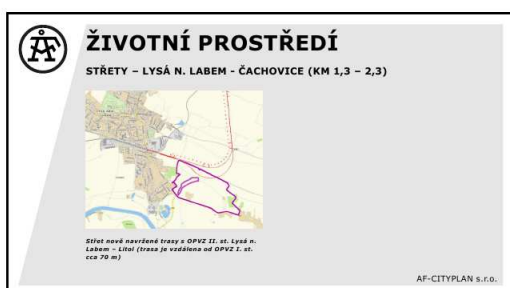 ÅF
ŽIVOTNÍ PROSTŘEDÍ
STŘETY – LYSÁ N. LABEM - ČACHOVICE (KM 1,3 – 2,3)
Střet nově navržené trasy s OPVZ II. st. Lysá n.
Labem – Litol (trasa je vzdálena od OPVZ I. st.
cca 70 m)
AF-CITYPLAN s.r.o.